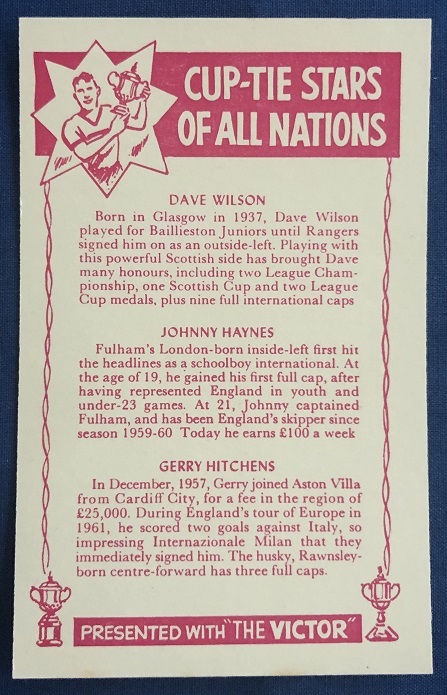 CUP-TIE STARS
OF ALL NATIONS
DAVE WILSON
Born in Glasgow in 1937, Dave Wilson
played for Baillieston Juniors until Rangers
signed him on as an outside-left. Playing with
this powerful Scottish side has brought Dave
many honours, including two League Cham-
pionship, one Scottish Cup and two League
Cup medals, plus nine full international caps
JOHNNY HAYNES
Fulham's London-born inside-left first hit
the headlines as a schoolboy international. At
the age of 19, he gained his first full cap, after
having represented England in youth and
under-23 games. At 21, Johnny captained
Fulham, and has been England's skipper since
season 1959-60 Today he earns £100 a week
GERRY HITCHENS
In December, 1957, Gerry joined Aston Villa
from Cardiff City, for a fee in the region of
£25,000. During England's tour of Europe in
1961, he scored two goals against Italy, so
impressing Internazionale Milan that they
immediately signed him. The husky, Rawnsley-
born centre-forward has three full caps.
PRESENTED WITH "THE VICTOR"